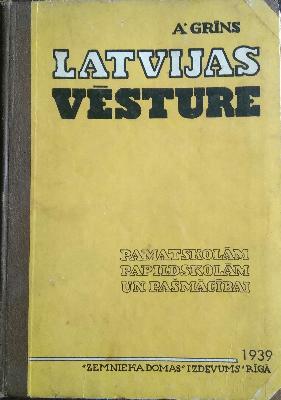 A. GRĪNS
LATVIJAS
VĒSTURE
PAMATSKOLĀM
PAPILDSKOLĀM
UN PAŠMĀCĪBAI
1939
"ZEMNIEKA DOMAS" IZDEVUMS RĪGĀ